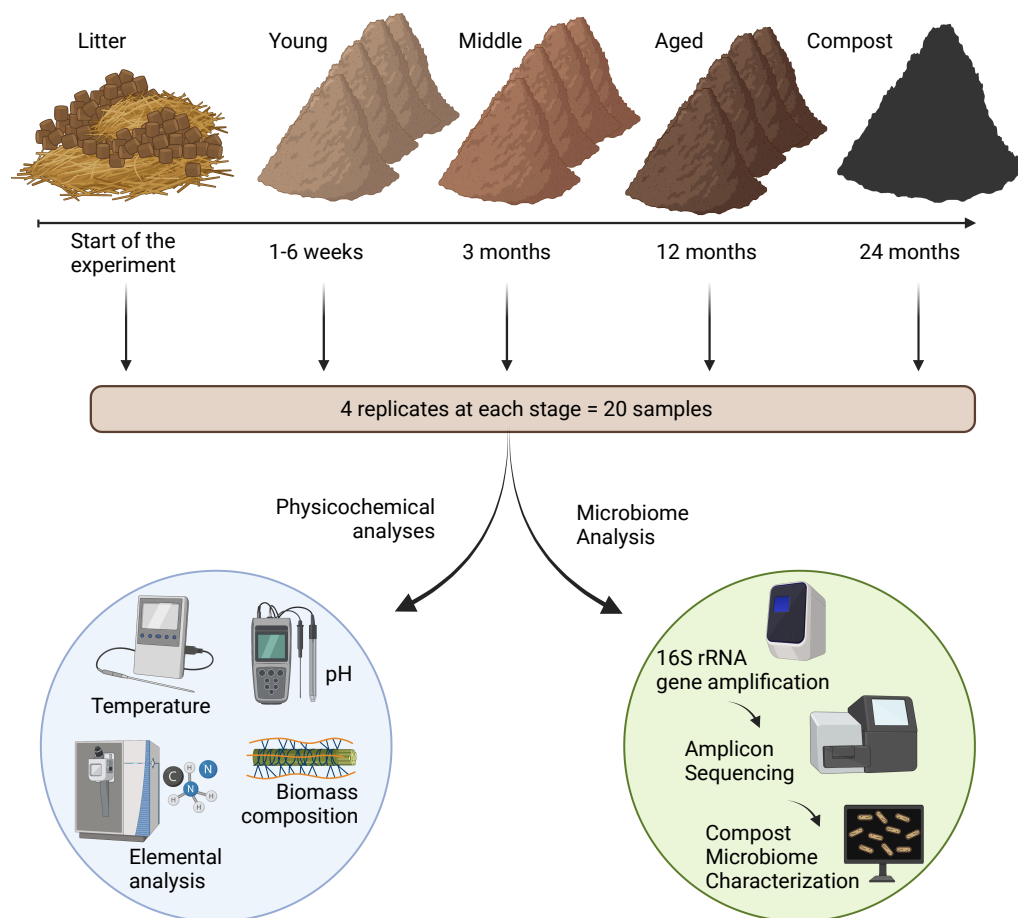 Litter
Young
Middle
Aged
Compost
Start of the
experiment
1-6 weeks
3 months
12 months
24 months
4 replicates at each stage = 20 samples
Physicochemical
analyses
Microbiome
Analysis
Temperature
pH
C
N
H
N
H
H
H
Elemental
analysis
Biomass
composition
16S rRNA
gene amplification
Amplicon
Sequencing
Compost
Microbiome
Characterization